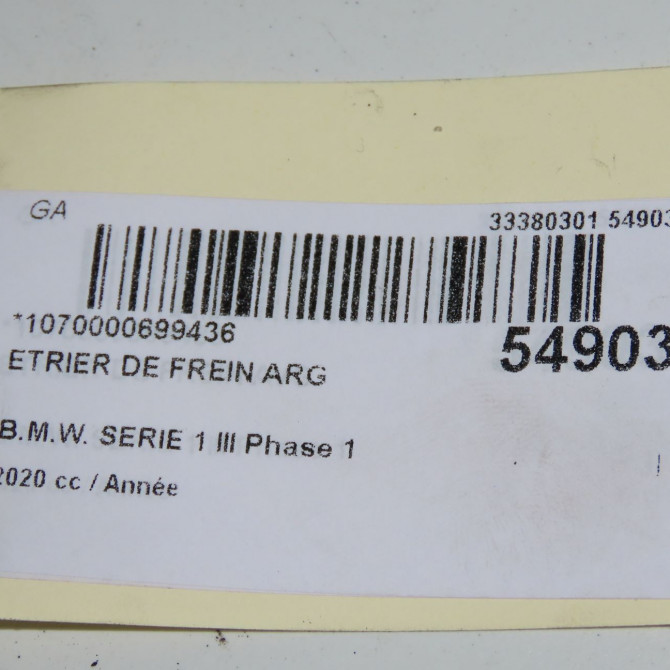 GA
33380301 54903
*1070000699436
54903
ETRIER DE FREIN ARG
B.M.W. SERIE 1 III Phase 1
2020 cc / Année